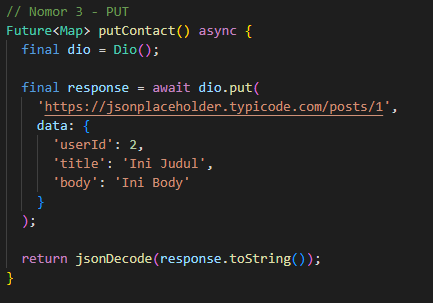 // Nomor 3 - PUT
Future<Map> putContact() async {
  final dio = Dio();
  final response = await dio.put(
    'https://jsonplaceholder.typicode.com/posts/1',
    data: {
      'userId': 2,
      'title': 'Ini Judul',
      'body': 'Ini Body'
    }
  );
  return jsonDecode(response.toString());
}